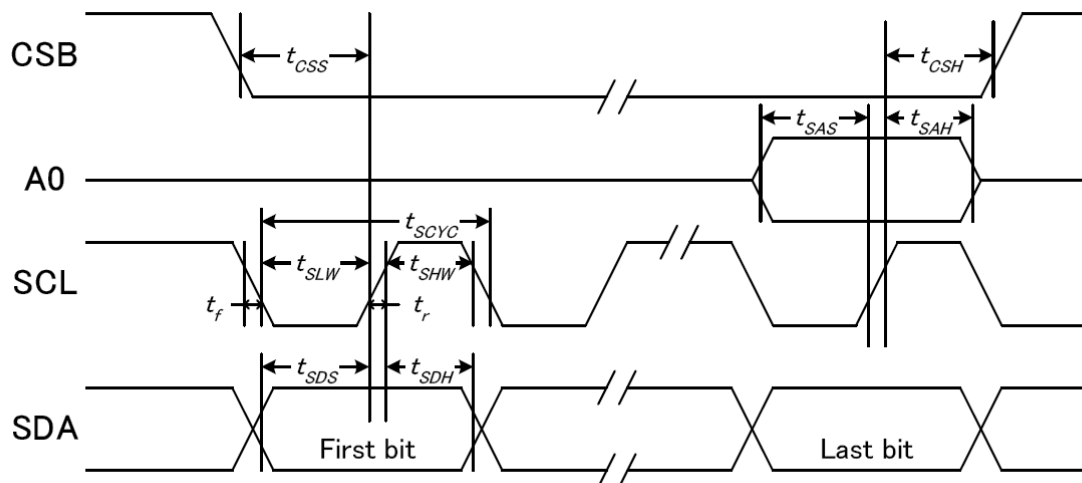 CSB
tCSS
tCSH
tSAS
tSAH
A0
tSCYC
SCL
tSLW
tSHW
tf
tr
tSDS
tSDH
SDA
First bit
Last bit